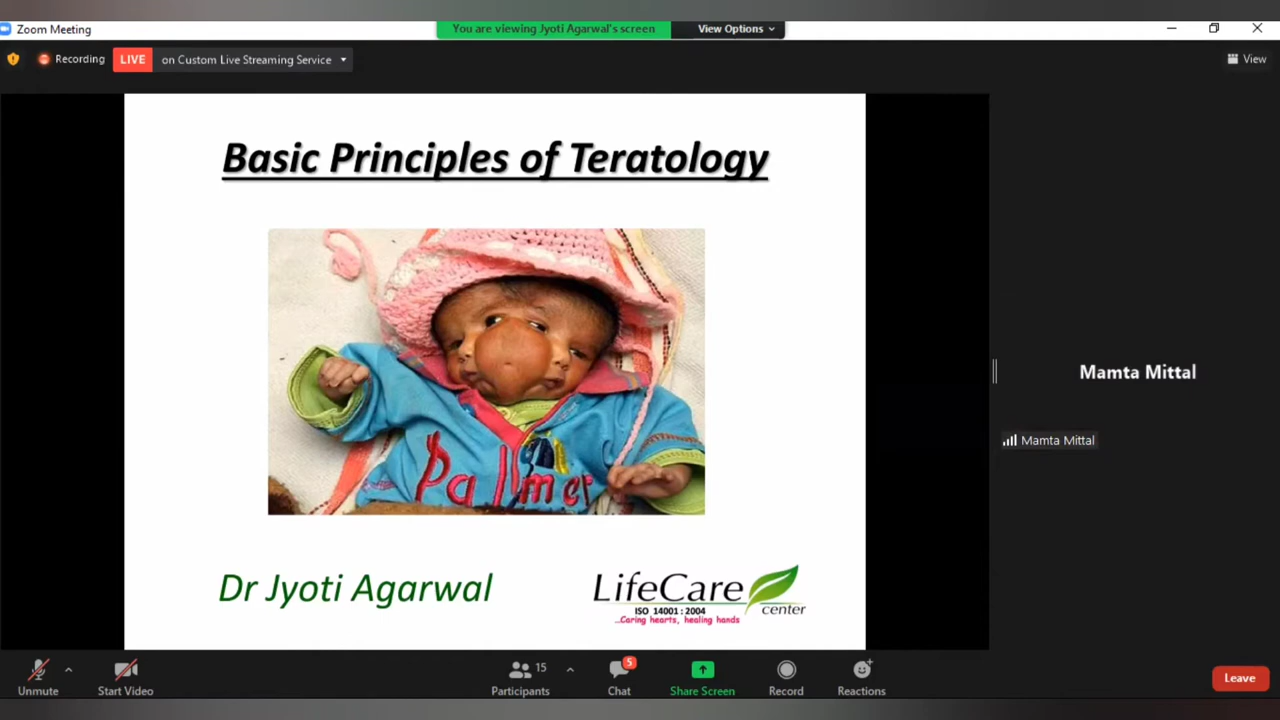 Zoom Meeting
You are viewing Jyoti Agarwal's screen
View Options
Recording
LIVE
on Custom Live Streaming Service
View
Basic Principles of Teratology
Pallmer
Mamta Mittal
Mamta Mittal
Dr Jyoti Agarwal
LifeCare
center
ISO 14001 : 2004
...Caring hearts, healing hands
Unmute
Start Video
15
Participants
5
Chat
Share Screen
Record
Reactions
Leave